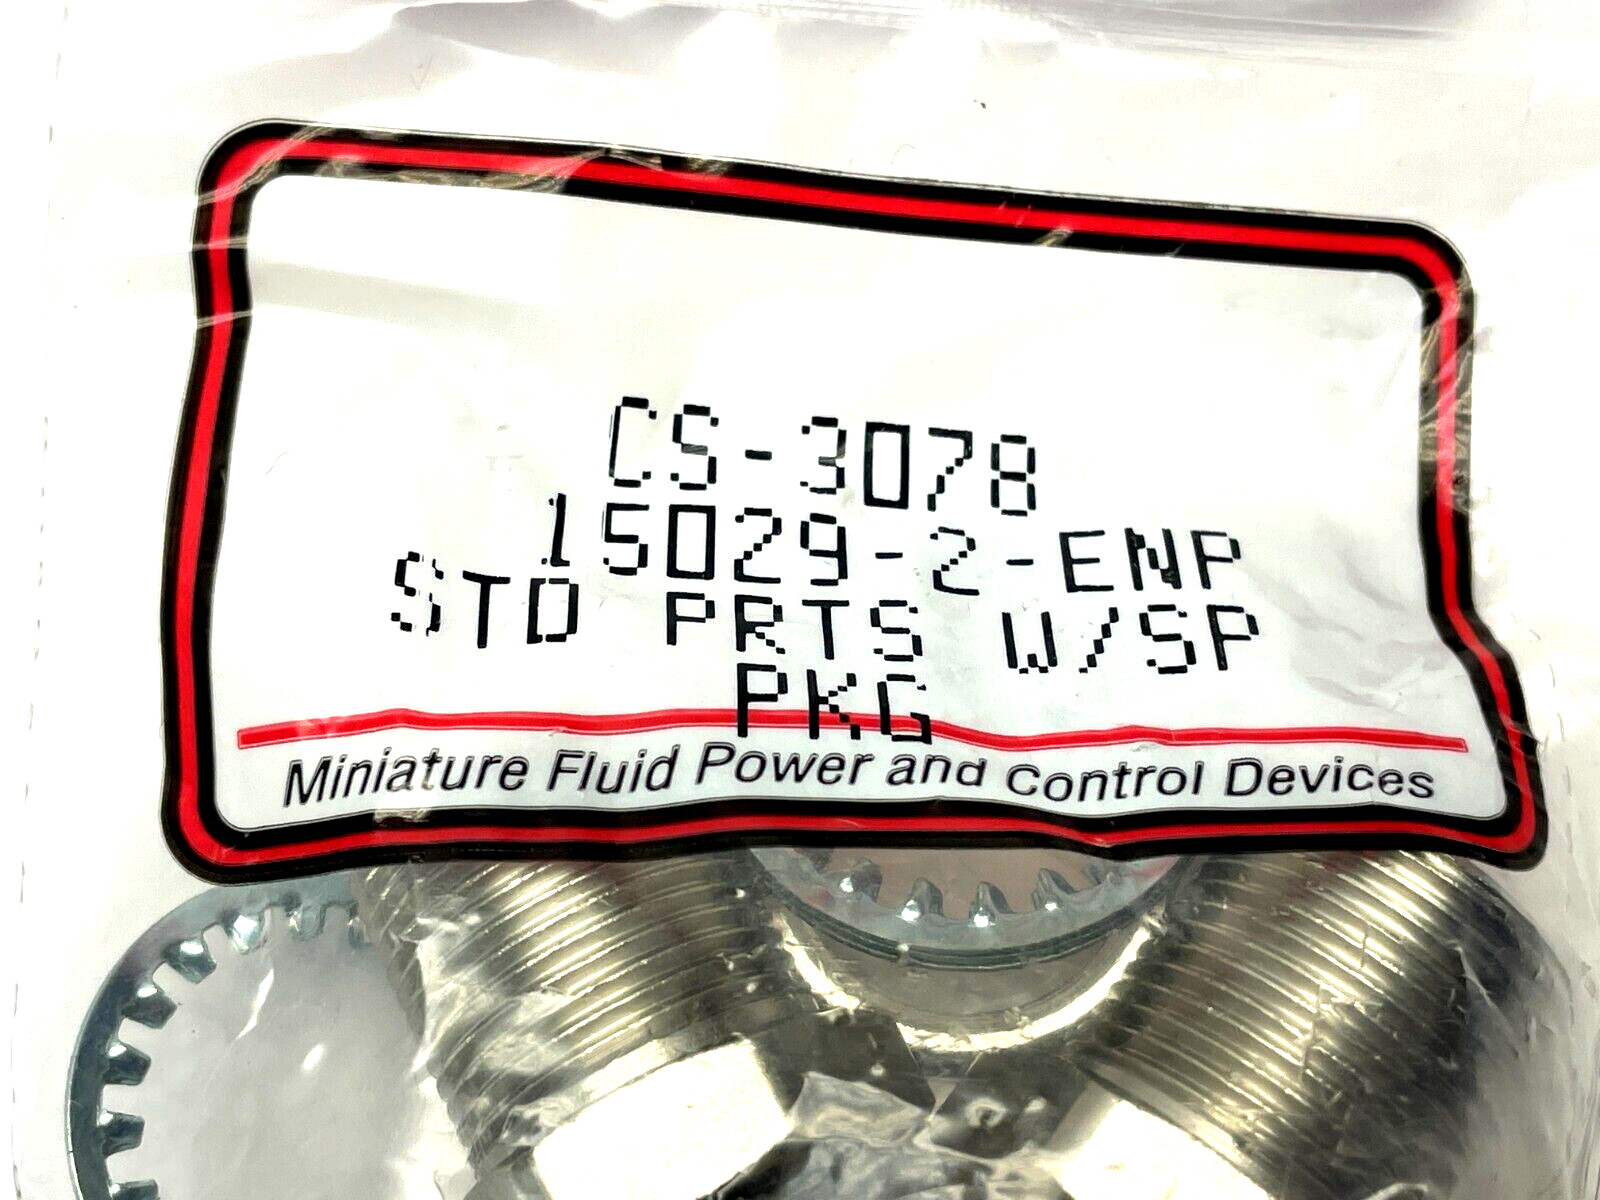 CS-3078
15029-2-ENP
STD PRTS W/SP
PKG
Miniature Fluid Power and Control Devices